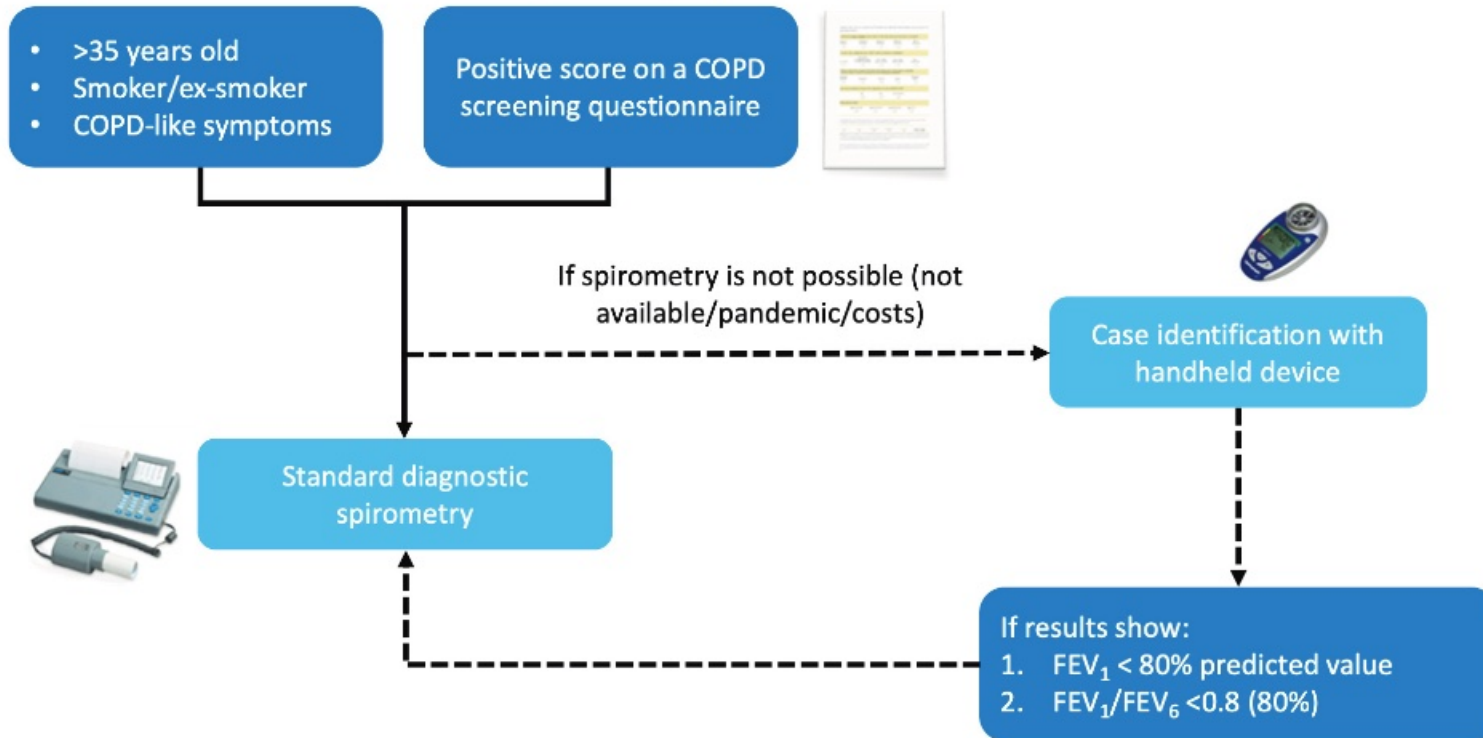 • >35 years old
• Smoker/ex-smoker
• COPD-like symptoms
Positive score on a COPD
screening questionnaire
If spirometry is not possible (not
available/pandemic/costs)
Case identification with
handheld device
Standard diagnostic
spirometry
If results show:
1. FEV₁ < 80% predicted value
2. FEV₁/FEV₆ <0.8 (80%)